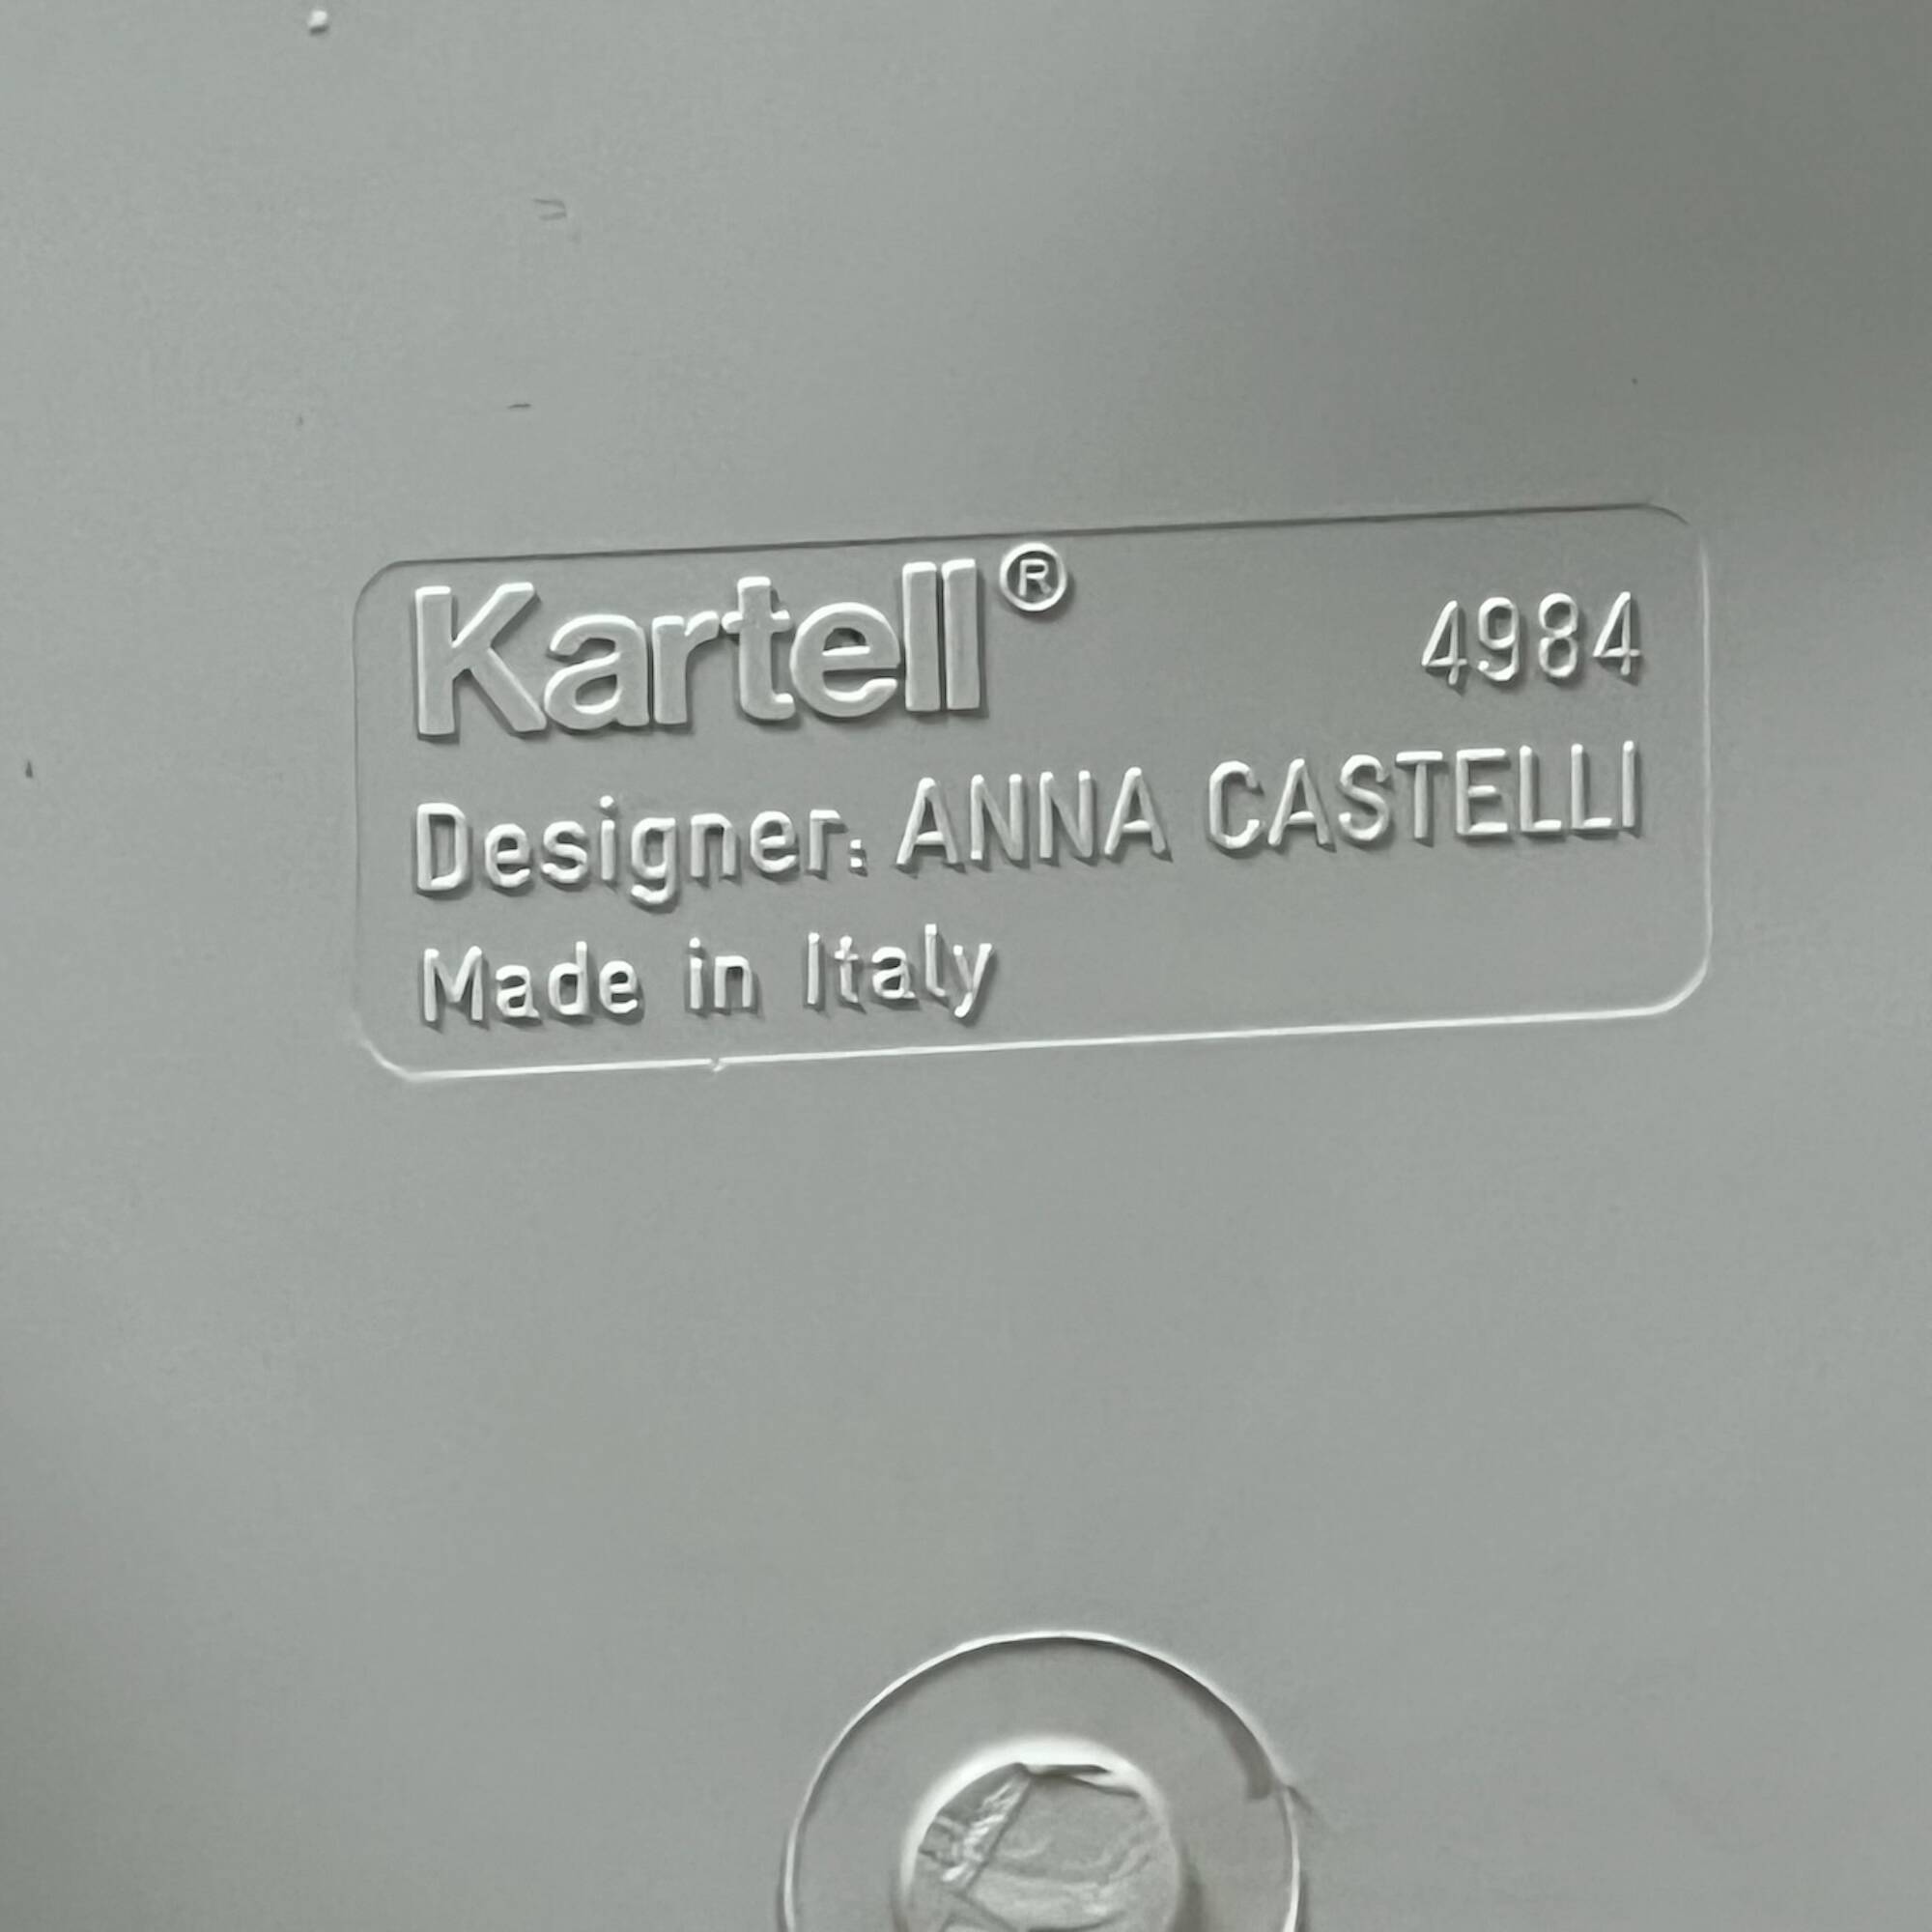 Kartell® 4984
Designer: ANNA CASTELLI
Made in Italy